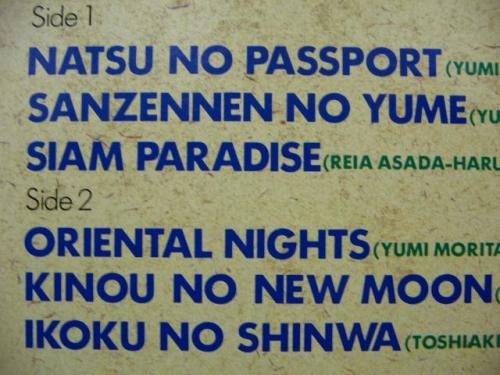 Side 1
NATSU NO PASSPORT (YUMI
SANZENNEN NO YUME (YU
SIAM PARADISE (REIA ASADA-HARU
Side 2
ORIENTAL NIGHTS (YUMI MORITA
KINOU NO NEW MOON (
IKOKU NO SHINWA (TOSHIAKI